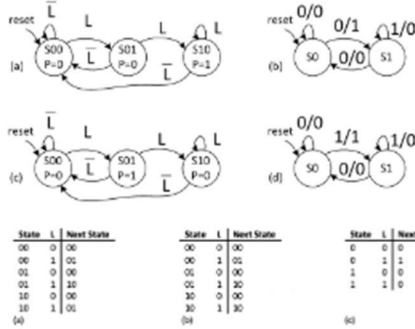 L̅ L L
reset
S00 S01 S10
P=0 P=0 P=1
L̅
L̅
(a)
0/0 0/1 1/0
reset
S0 S1
0/0
(b)
L̅ L L
reset
S00 S01 S10
P=0 P=1 P=0
L̅
L̅
(c)
0/0 1/1 1/0
reset
S0 S1
0/0
(d)
State L Next State
00 0 00
00 1 01
01 0 00
01 1 10
10 0 00
10 1 01
(a)
State L Next State
00 0 00
00 1 01
01 0 00
01 1 10
10 0 00
10 1 10
(b)
State L Next
0 0 0
0 1 1
1 0 0
1 1 0
(c)